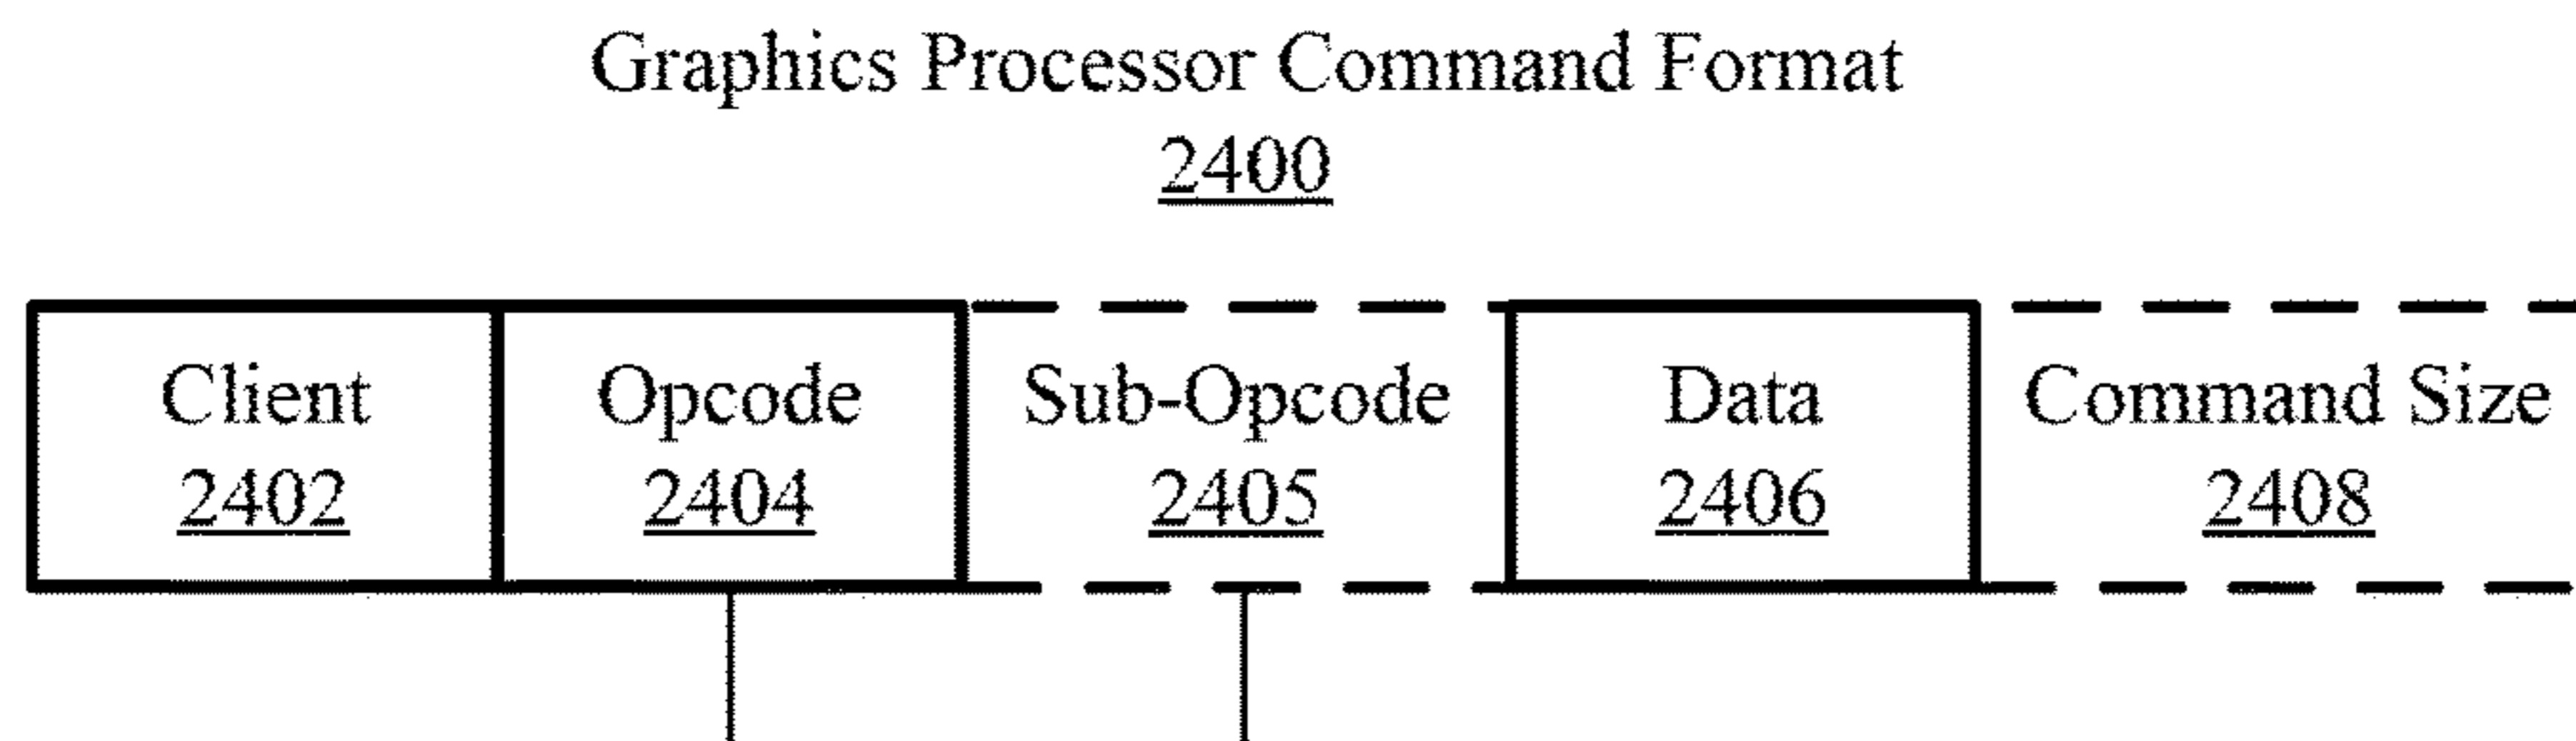 Graphics Processor Command Format
2400
Client Opcode Sub-Opcode Data Command Size
2402 2404 2405 2406 2408